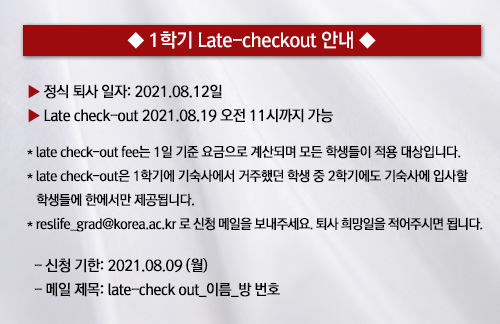 ◆ 1학기 Late-checkout 안내 ◆
▶ 정식 퇴사 일자: 2021.08.12일
▶ Late check-out 2021.08.19 오전 11시까지 가능
* late check-out fee는 1일 기준 요금으로 계산되며 모든 학생들이 적용 대상입니다.
* late check-out은 1학기에 기숙사에서 거주했던 학생 중 2학기에도 기숙사에 입사할
학생들에 한에서만 제공됩니다.
* reslife_grad@korea.ac.kr 로 신청 메일을 보내주세요. 퇴사 희망일을 적어주시면 됩니다.
- 신청 기한: 2021.08.09 (월)
- 메일 제목: late-check out_이름_방 번호